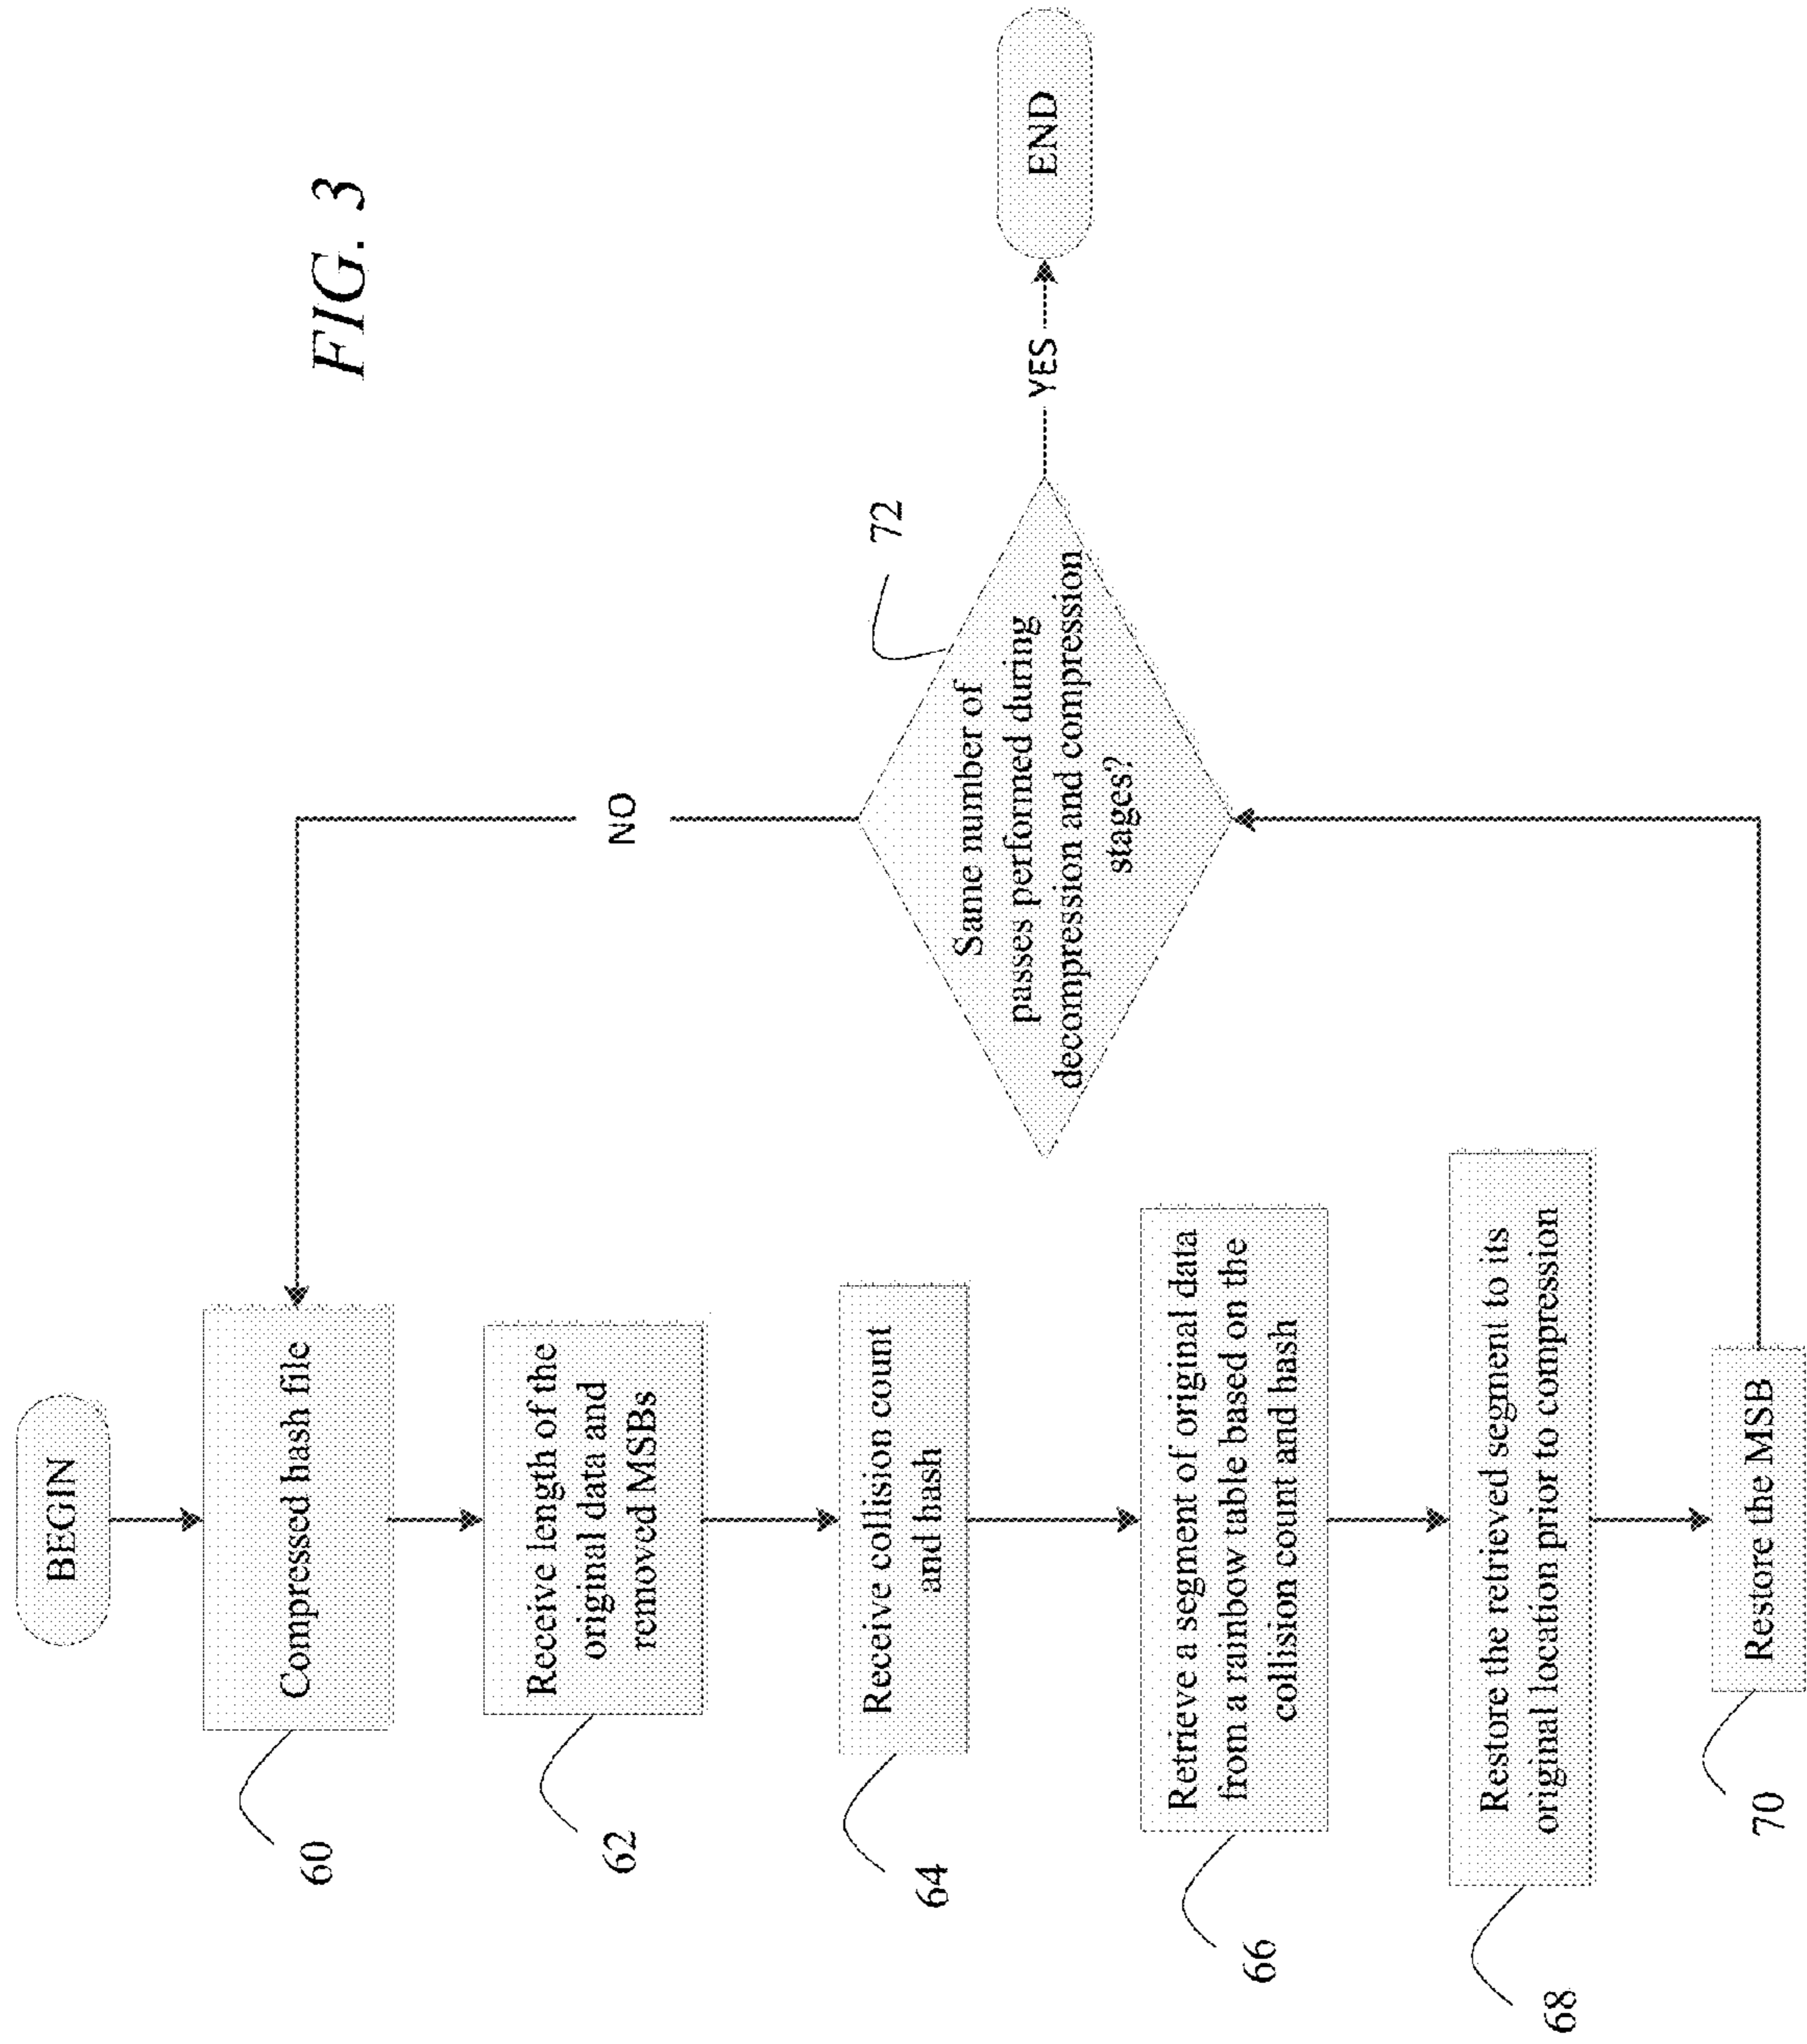 FIG. 3
BEGIN
Compressed hash file
60
Receive length of the
original data and
removed MSBs
62
Receive collision count
and hash
64
Retrieve a segment of original data
from a rainbow table based on the
collision count and hash
66
Restore the retrieved segment to its
original location prior to compression
68
Restore the MSB
70
Same number of
passes performed during
decompression and compression
stages?
72
NO
YES
END